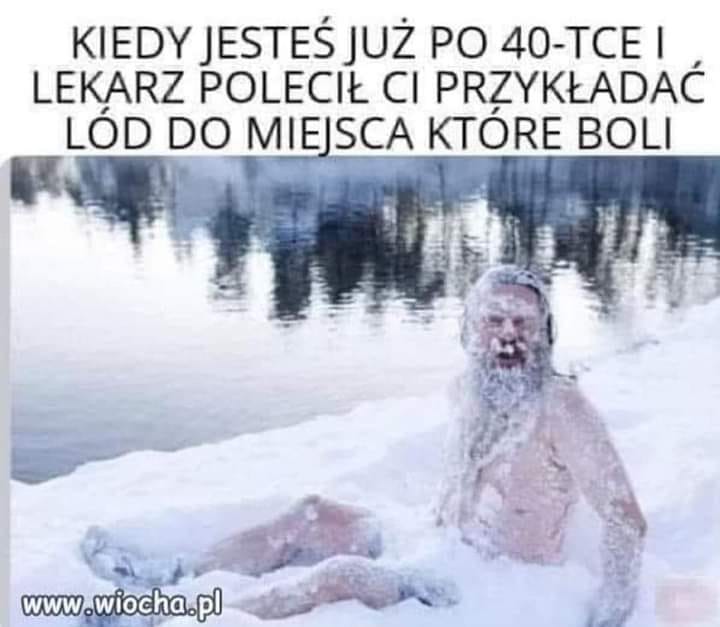 KIEDY JESTEŚ JUŻ PO 40-TCE I
LEKARZ POLECIŁ CI PRZYKŁADAĆ
LÓD DO MIEJSCA KTÓRE BOLI
www.wiocha.pl